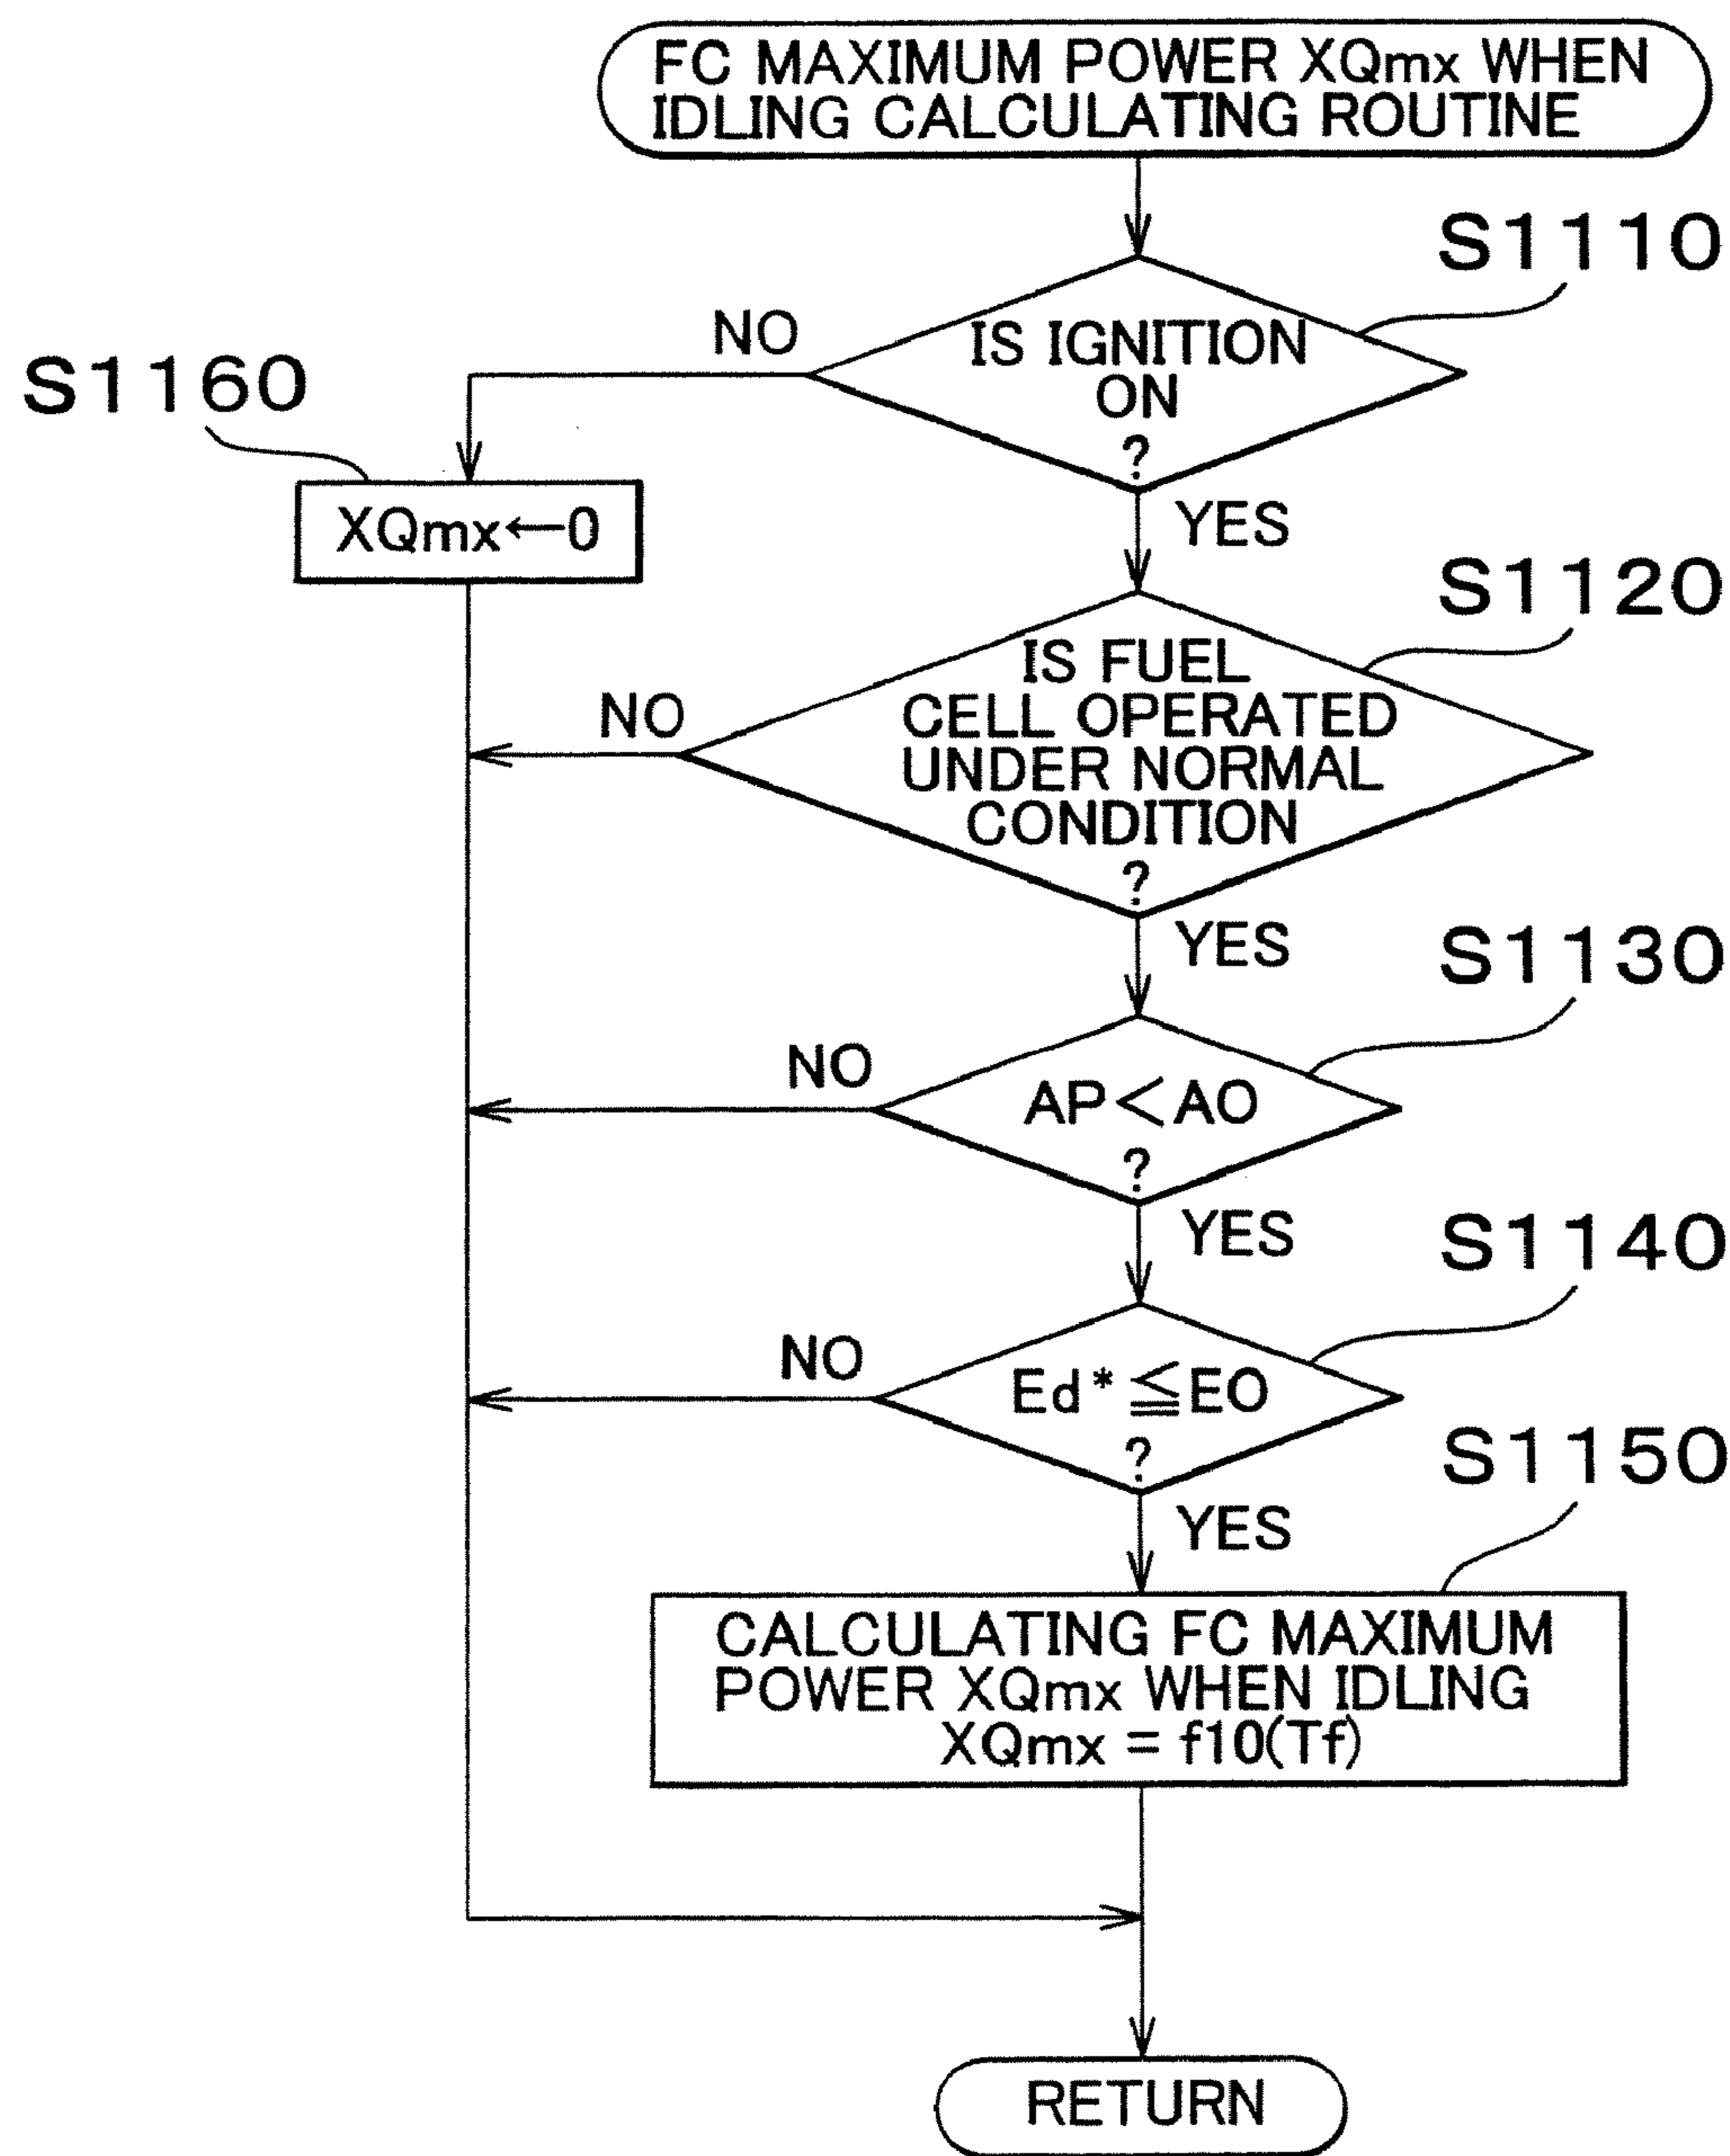 FC MAXIMUM POWER XQmx WHEN
IDLING CALCULATING ROUTINE
S1110
IS IGNITION
ON
?
NO
YES
S1160
XQmx←0
S1120
IS FUEL
CELL OPERATED
UNDER NORMAL
CONDITION
?
NO
YES
S1130
AP<AO
?
NO
YES
S1140
Ed*≦EO
?
NO
YES
S1150
CALCULATING FC MAXIMUM
POWER XQmx WHEN IDLING
XQmx = f10(Tf)
RETURN